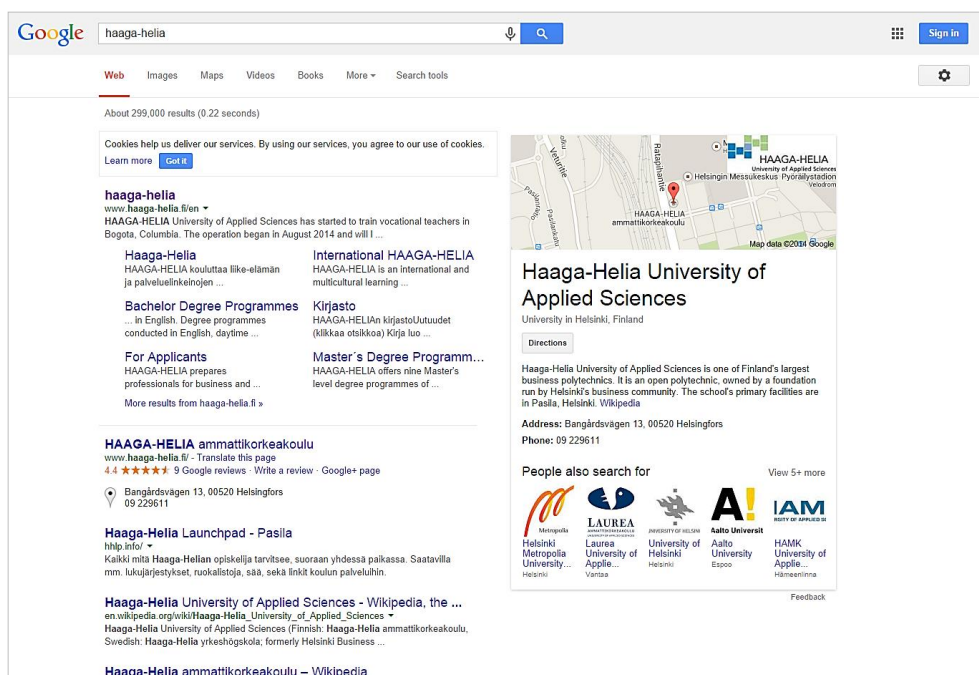 Google
haaga-helia
Sign in
Web Images Maps Videos Books More Search tools
About 299,000 results (0.22 seconds)
Cookies help us deliver our services. By using our services, you agree to our use of cookies.
Learn more Got it
haaga-helia
www.haaga-helia.fi/en
HAAGA-HELIA University of Applied Sciences has started to train vocational teachers in
Bogota, Columbia. The operation began in August 2014 and will I ...
Haaga-Helia
HAAGA-HELIA kouluttaa liike-elämän
ja palveluelinkeinojen ...
International HAAGA-HELIA
HAAGA-HELIA is an international and
multicultural learning ...
Bachelor Degree Programmes
... in English. Degree programmes
conducted in English, daytime ...
Kirjasto
HAAGA-HELIAn kirjastoUutuudet
(klikkaa otsikkoa) Kirja luo ...
For Applicants
HAAGA-HELIA prepares
professionals for business and ...
Master´s Degree Programm...
HAAGA-HELIA offers nine Master's
level degree programmes of ...
More results from haaga-helia.fi »
HAAGA-HELIA ammattikorkeakoulu
www.haaga-helia.fi/ - Translate this page
4.4 9 Google reviews · Write a review · Google+ page
Bangårdsvägen 13, 00520 Helsingfors
09 229611
Haaga-Helia Launchpad - Pasila
hhlp.info/
Kaikki mitä Haaga-Helian opiskelija tarvitsee, suoraan yhdessä paikassa. Saatavilla
mm. lukujärjestykset, ruokalistoja, sää, sekä linkit koulun palveluihin.
Haaga-Helia University of Applied Sciences - Wikipedia, the ...
en.wikipedia.org/wiki/Haaga-Helia_University_of_Applied_Sciences
Haaga-Helia University of Applied Sciences (Finnish: Haaga-Helia ammattikorkeakoulu,
Swedish: Haaga-Helia yrkeshögskola; formerly Helsinki Business ...
Haaga-Helia ammattikorkeakoulu – Wikipedia
Veturitie
Ratapihantie
HAAGA-HELIA
University of Applied Sciences
Helsingin Messukeskus Pyöräilystadion
Velodrom
Pasilanraitio
HAAGA-HELIA
ammattikorkeakoulu
Map data ©2014 Google
Haaga-Helia University of
Applied Sciences
University in Helsinki, Finland
Directions
Haaga-Helia University of Applied Sciences is one of Finland's largest
business polytechnics. It is an open polytechnic, owned by a foundation
run by Helsinki's business community. The school's primary facilities are
in Pasila, Helsinki. Wikipedia
Address: Bangårdsvägen 13, 00520 Helsingfors
Phone: 09 229611
People also search for View 5+ more
Metropolia
LAUREA
UNIVERSITY OF HELSINK
Aalto Universit
IAM
RSITY OF APPLIED SC
Helsinki
Metropolia
University...
Helsinki
Laurea
University of
Applie...
Vantaa
University of
Helsinki
Helsinki
Aalto
University
Espoo
HAMK
University of
Applie...
Hämeenlinna
Feedback